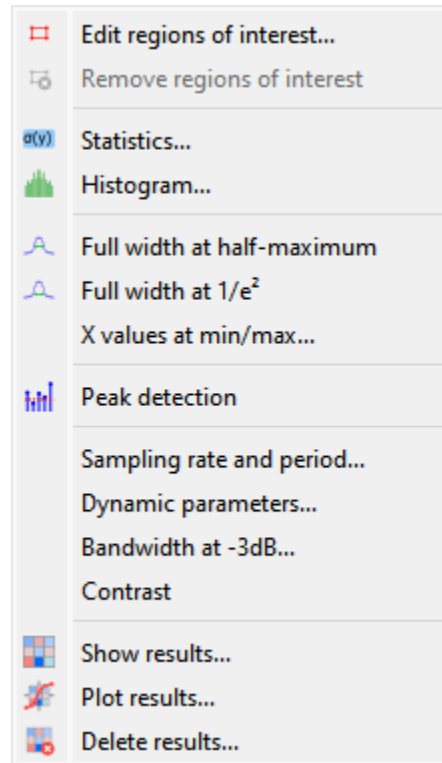 Edit regions of interest...
Remove regions of interest
σ(y) Statistics...
Histogram...
Full width at half-maximum
Full width at 1/e²
X values at min/max...
Peak detection
Sampling rate and period...
Dynamic parameters...
Bandwidth at -3dB...
Contrast
Show results...
Plot results...
Delete results...